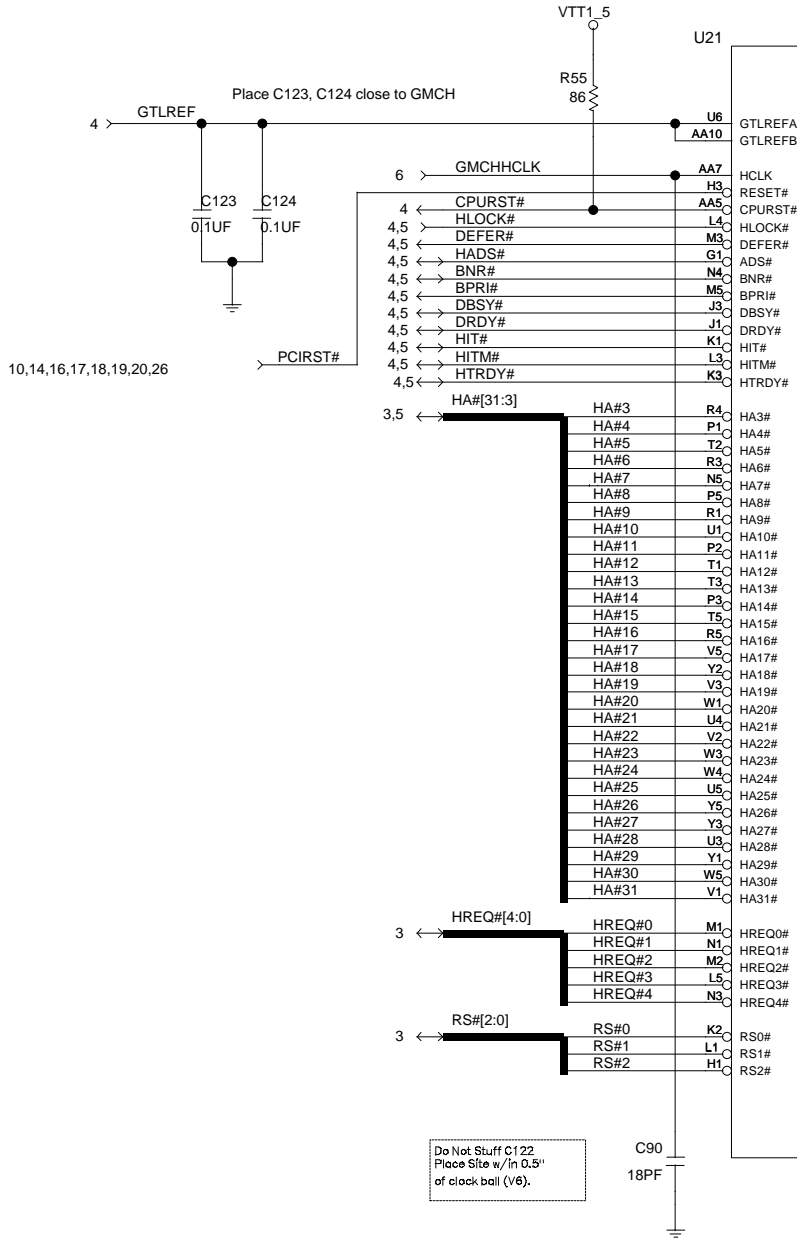 VTT1_5
U21
R55
86
Place C123, C124 close to GMCH
4 GTLREF U6 GTLREFA
AA10 GTLREFB
6 GMCHHCLK AA7 HCLK
H3 RESET#
4 CPURST# AA5 CPURST#
4,5 HLOCK# L4 HLOCK#
4,5 DEFER# M3 DEFER#
4,5 HADS# G1 ADS#
4,5 BNR# N4 BNR#
4,5 BPRI# M5 BPRI#
4,5 DBSY# J3 DBSY#
4,5 DRDY# J1 DRDY#
4,5 HIT# K1 HIT#
4,5 HITM# L3 HITM#
4,5 HTRDY# K3 HTRDY#
C123 C124
0.1UF 0.1UF
10,14,16,17,18,19,20,26 PCIRST#
3,5 HA#[31:3]
HA#3 R4 HA3#
HA#4 P1 HA4#
HA#5 T2 HA5#
HA#6 R3 HA6#
HA#7 N5 HA7#
HA#8 P5 HA8#
HA#9 R1 HA9#
HA#10 U1 HA10#
HA#11 P2 HA11#
HA#12 T1 HA12#
HA#13 T3 HA13#
HA#14 P3 HA14#
HA#15 T5 HA15#
HA#16 R5 HA16#
HA#17 V5 HA17#
HA#18 Y2 HA18#
HA#19 V3 HA19#
HA#20 W1 HA20#
HA#21 U4 HA21#
HA#22 V2 HA22#
HA#23 W3 HA23#
HA#24 W4 HA24#
HA#25 U5 HA25#
HA#26 Y5 HA26#
HA#27 Y3 HA27#
HA#28 U3 HA28#
HA#29 Y1 HA29#
HA#30 W5 HA30#
HA#31 V1 HA31#
3 HREQ#[4:0]
HREQ#0 M1 HREQ0#
HREQ#1 N1 HREQ1#
HREQ#2 M2 HREQ2#
HREQ#3 L5 HREQ3#
HREQ#4 N3 HREQ4#
3 RS#[2:0]
RS#0 K2 RS0#
RS#1 L1 RS1#
RS#2 H1 RS2#
Do Not Stuff C122
Place Site w/in 0.5"
of clock ball (V6).
C90
18PF